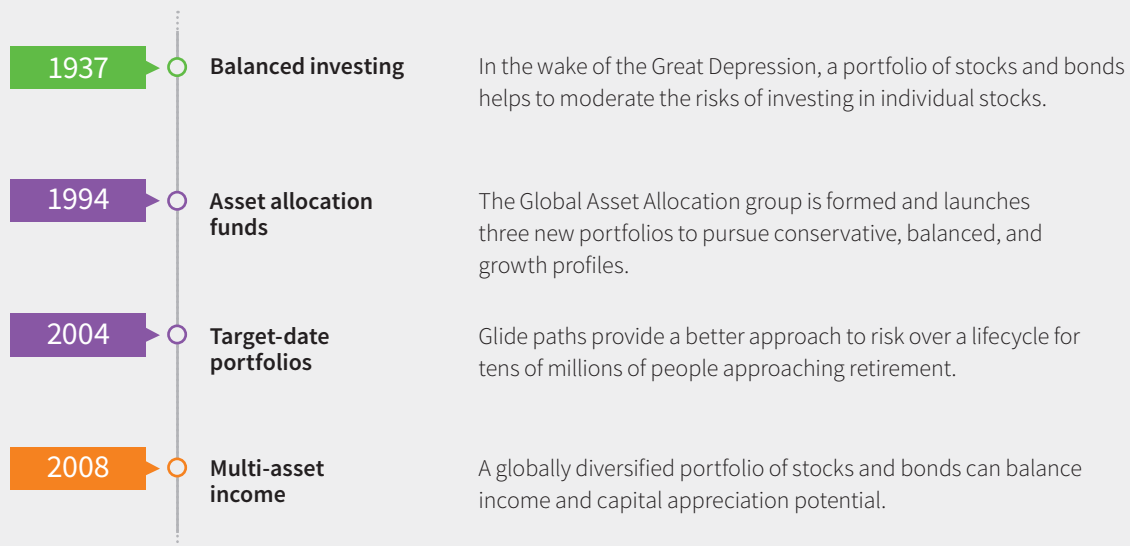 1937
Balanced investing
In the wake of the Great Depression, a portfolio of stocks and bonds
helps to moderate the risks of investing in individual stocks.
1994
Asset allocation
funds
The Global Asset Allocation group is formed and launches
three new portfolios to pursue conservative, balanced, and
growth profiles.
2004
Target-date
portfolios
Glide paths provide a better approach to risk over a lifecycle for
tens of millions of people approaching retirement.
2008
Multi-asset
income
A globally diversified portfolio of stocks and bonds can balance
income and capital appreciation potential.